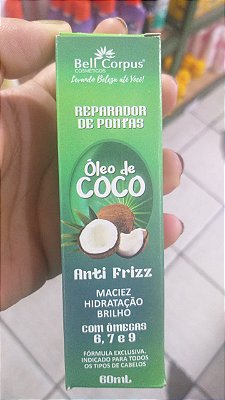 Bell Corpus®
COSMÉTICOS
Levando Beleza até Você!
REPARADOR
DE PONTAS
Óleo de
COCO
Anti Frizz
MACIEZ
HIDRATAÇÃO
BRILHO
COM ÔMEGAS
6, 7 e 9
FÓRMULA EXCLUSIVA.
INDICADO PARA TODOS
OS TIPOS DE CABELOS
60mL